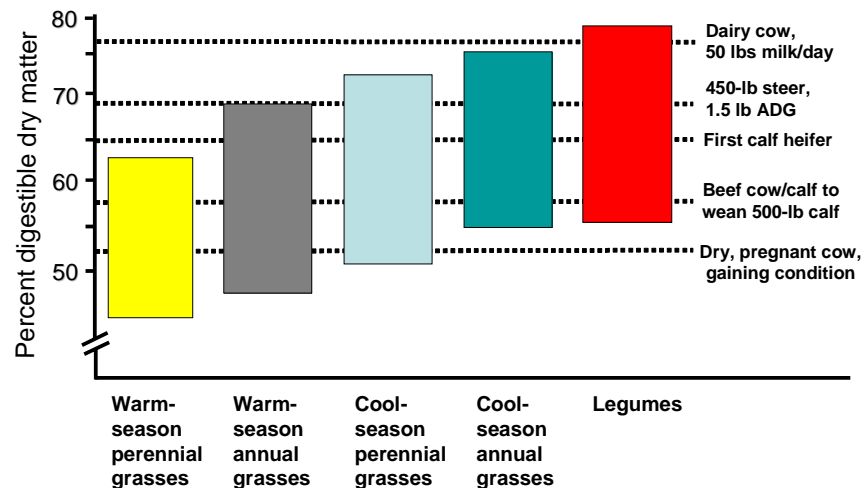 Percent digestible dry matter
80
70
60
50
Dairy cow,
50 lbs milk/day
450-lb steer,
1.5 lb ADG
First calf heifer
Beef cow/calf to
wean 500-lb calf
Dry, pregnant cow,
gaining condition
Warm-
season
perennial
grasses
Warm-
season
annual
grasses
Cool-
season
perennial
grasses
Cool-
season
annual
grasses
Legumes